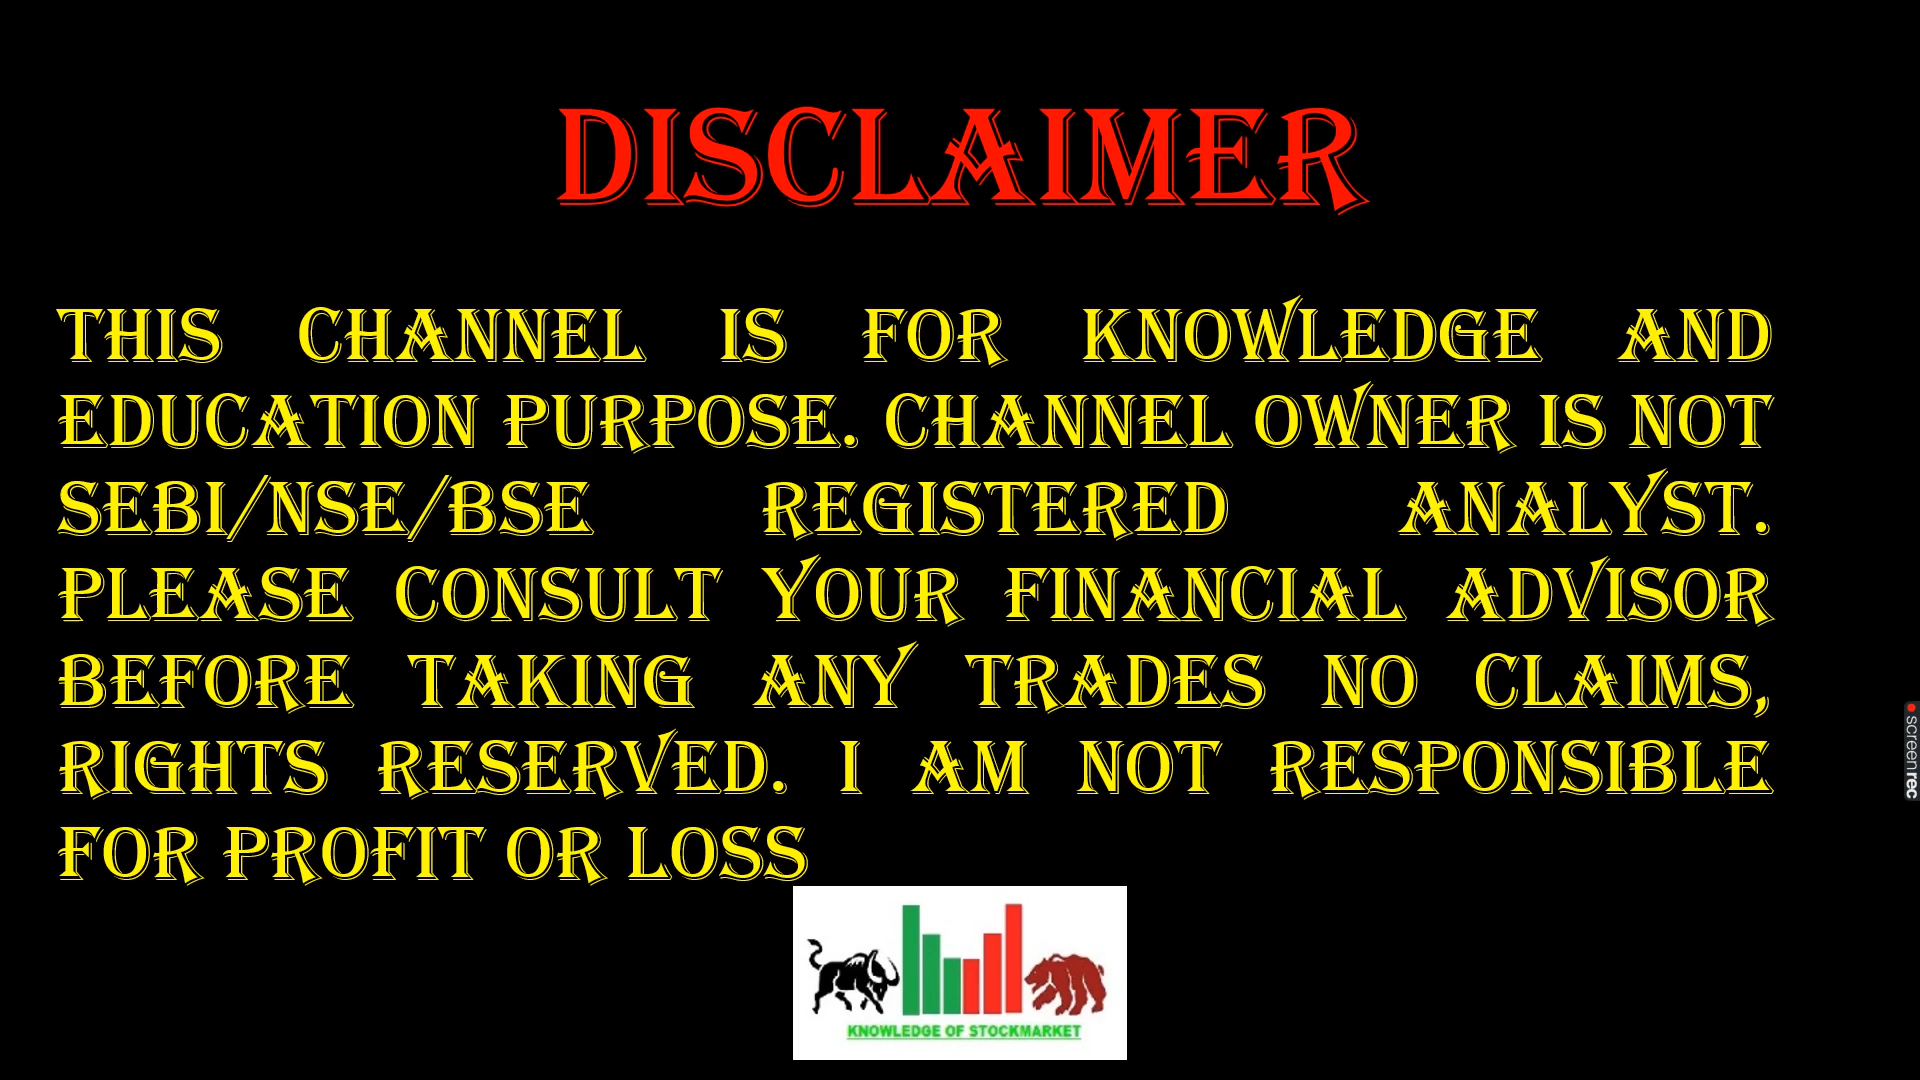 DISCLAIMER
THIS CHANNEL IS FOR KNOWLEDGE AND
EDUCATION PURPOSE. CHANNEL OWNER IS NOT
SEBI/NSE/BSE REGISTERED ANALYST.
PLEASE CONSULT YOUR FINANCIAL ADVISOR
BEFORE TAKING ANY TRADES NO CLAIMS,
RIGHTS RESERVED. I AM NOT RESPONSIBLE
FOR PROFIT OR LOSS
KNOWLEDGE OF STOCKMARKET
screenrec